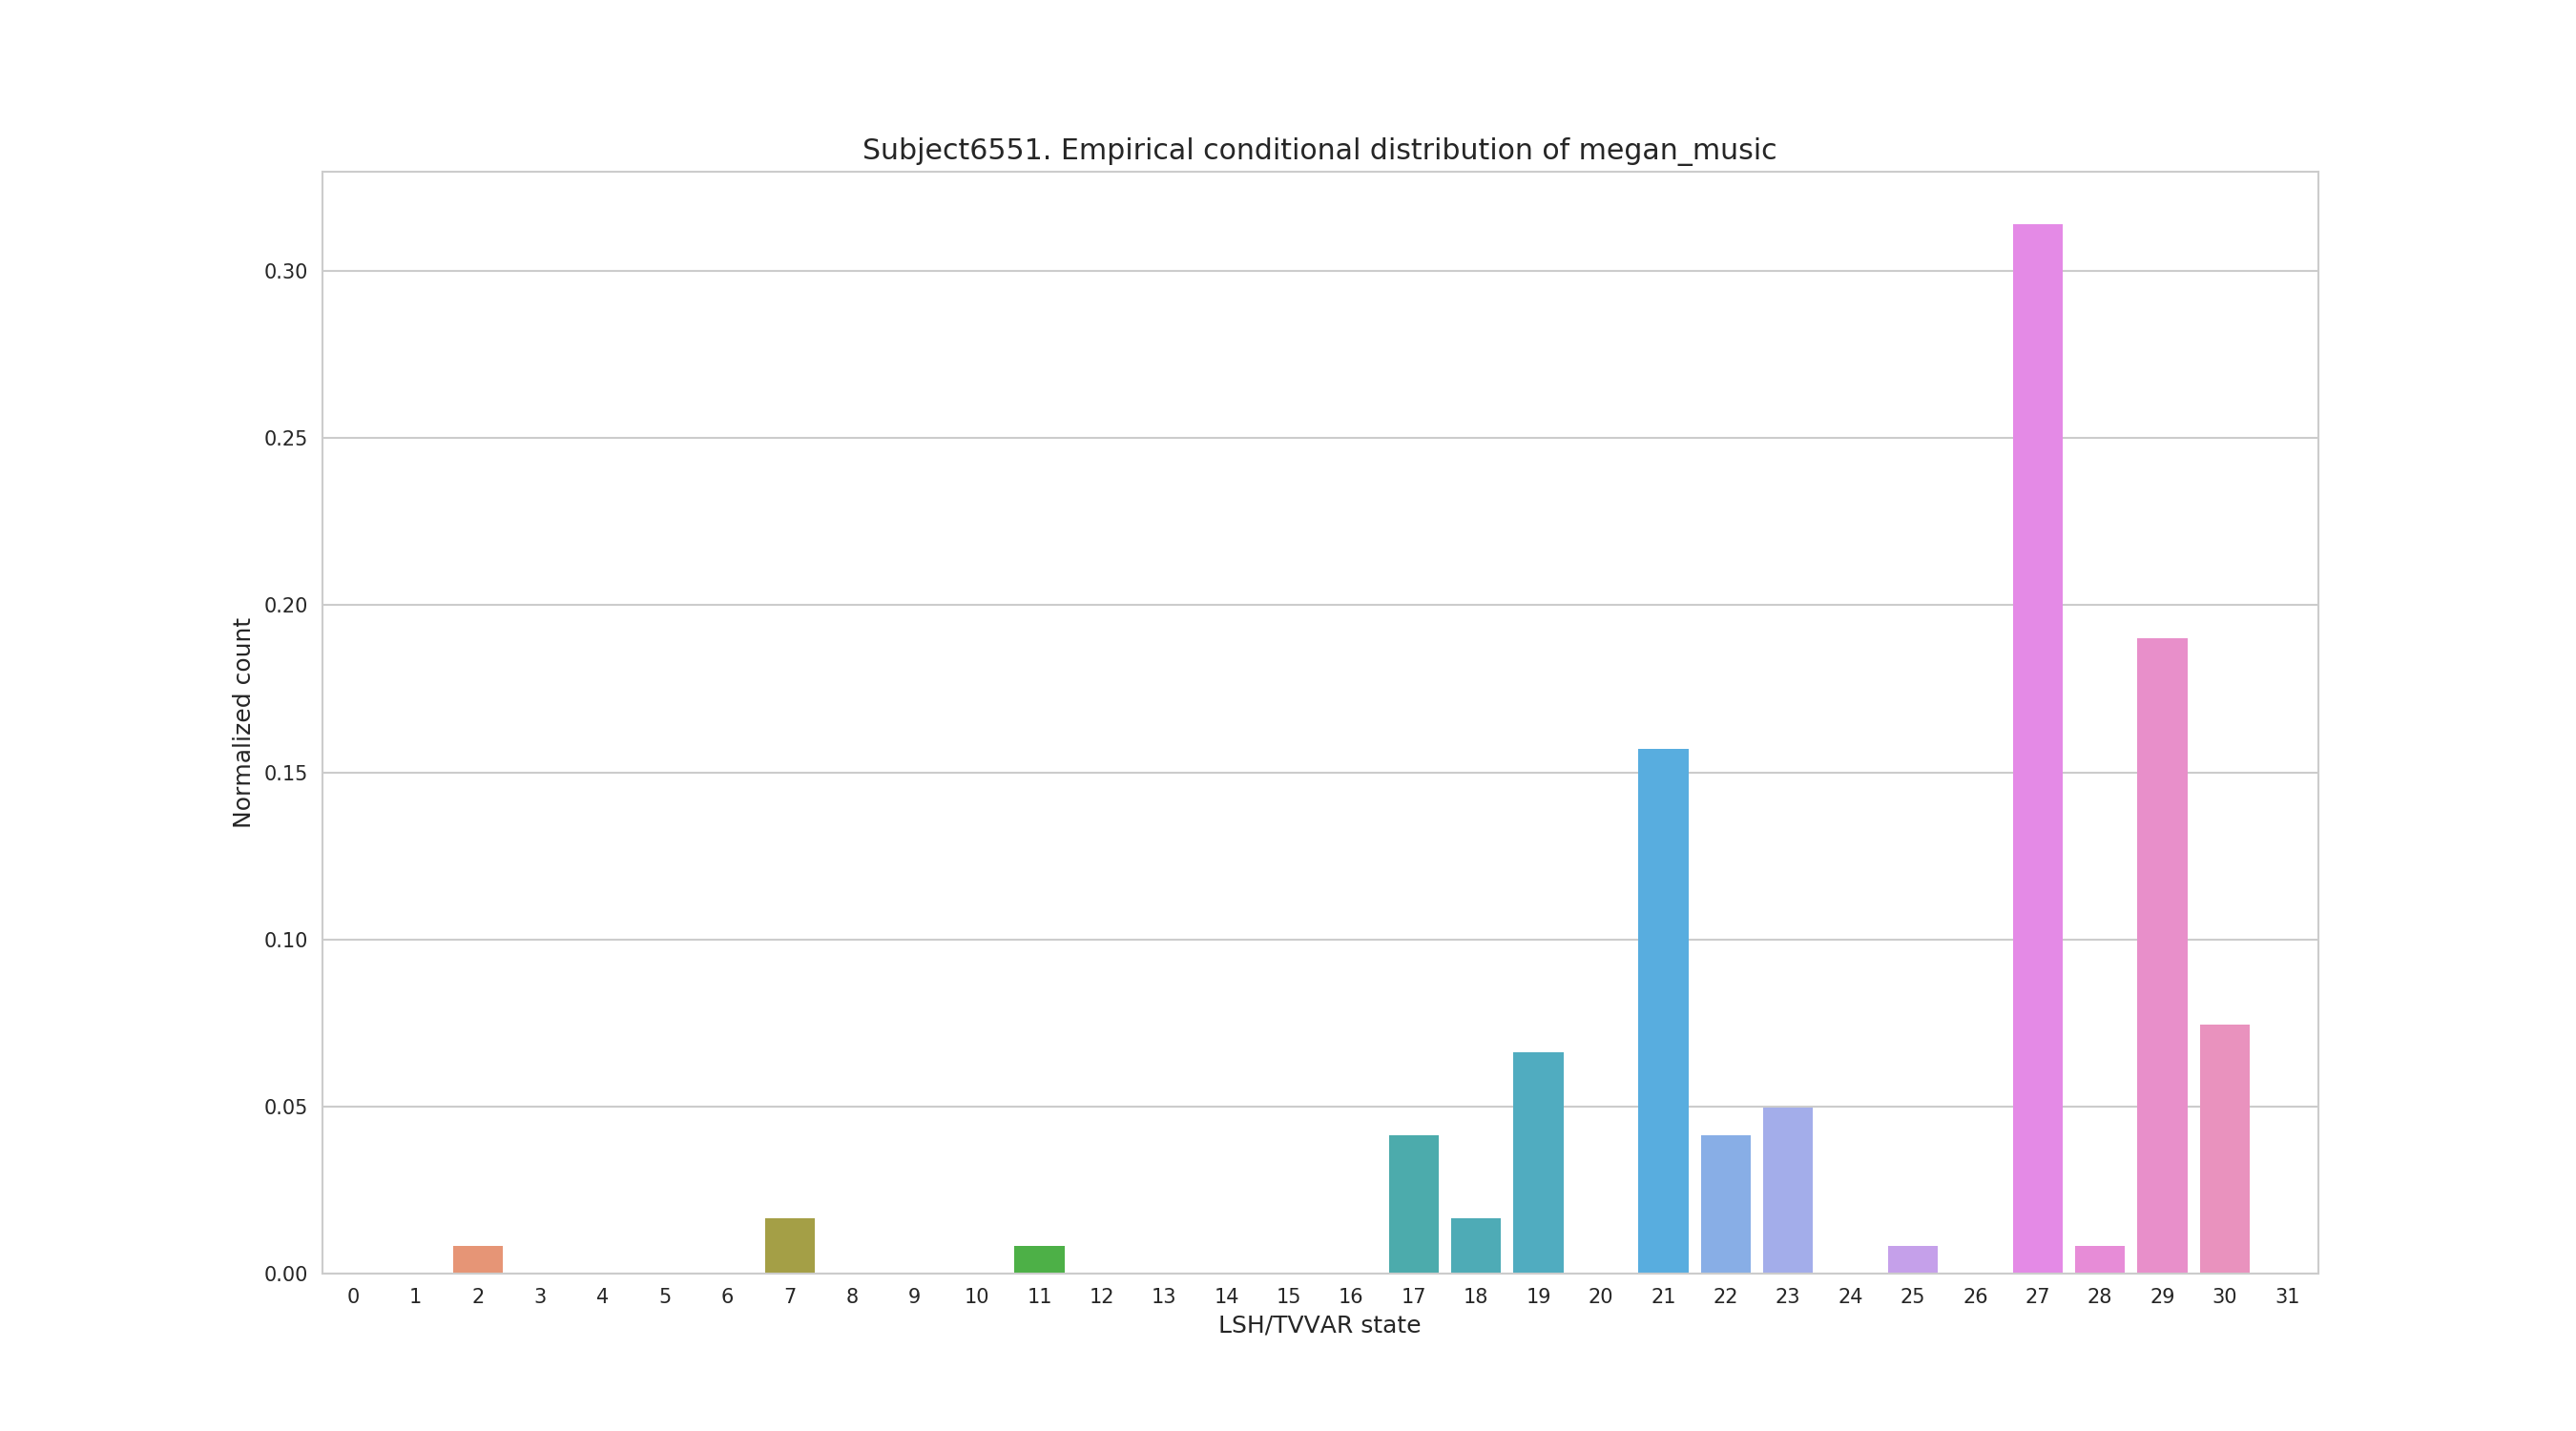 Subject6551. Empirical conditional distribution of megan_music
0.30
0.25
0.20
0.15
0.10
0.05
0.00
Normalized count
0 1 2 3 4 5 6 7 8 9 10 11 12 13 14 15 16 17 18 19 20 21 22 23 24 25 26 27 28 29 30 31
LSH/TVVAR state